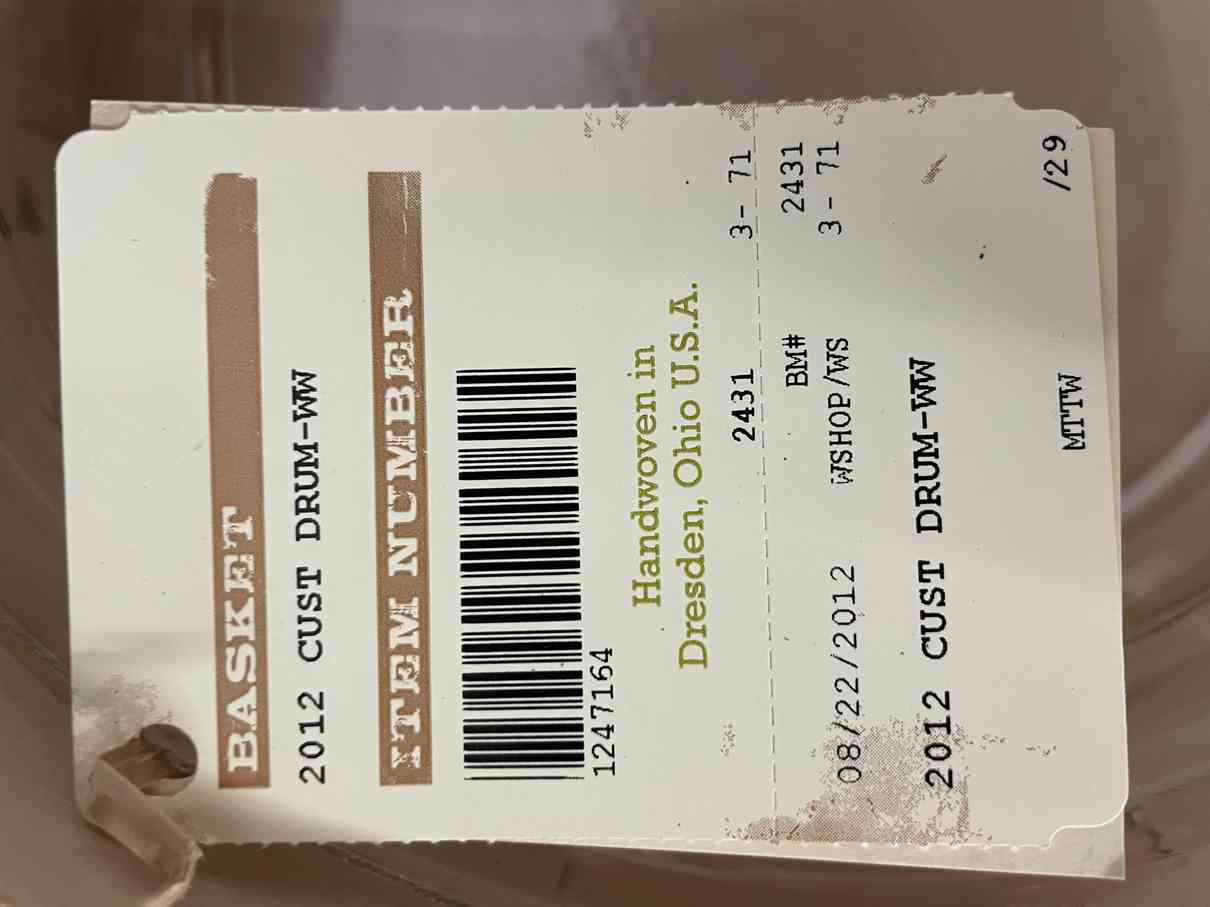 BASKET
2012 CUST DRUM-WW
ITEM NUMBER
1247164
Handwoven in
Dresden, Ohio U.S.A.
2431 3- 71
BM# 2431
08/22/2012 WSHOP/WS 3- 71
2012 CUST DRUM-WW
MTTW /29